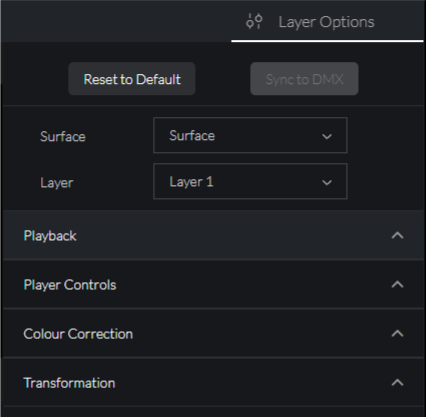 Layer Options
Reset to Default
Sync to DMX
Surface Surface
Layer Layer 1
Playback
Player Controls
Colour Correction
Transformation